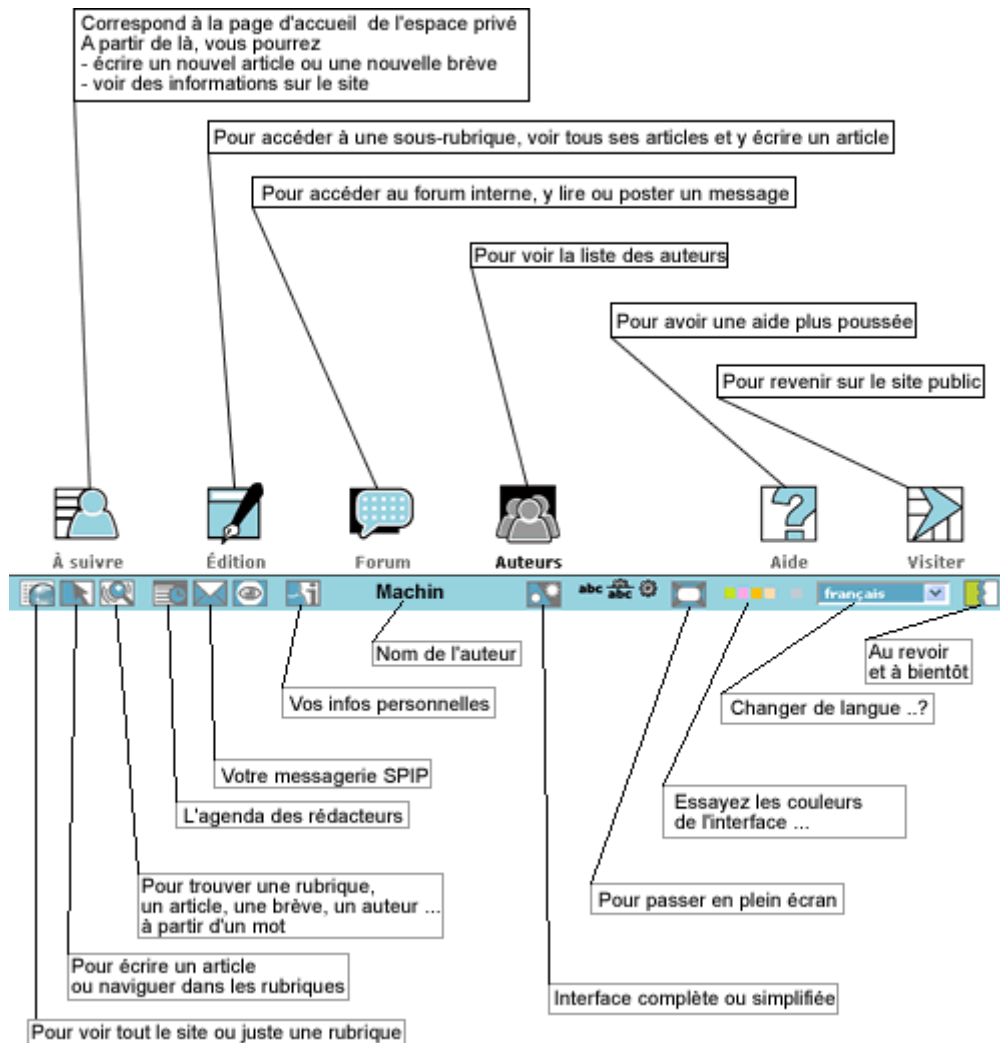 Correspond à la page d'accueil de l'espace privé
A partir de là, vous pourrez
- écrire un nouvel article ou une nouvelle brève
- voir des informations sur le site
Pour accéder à une sous-rubrique, voir tous ses articles et y écrire un article
Pour accéder au forum interne, y lire ou poster un message
Pour voir la liste des auteurs
Pour avoir une aide plus poussée
Pour revenir sur le site public
À suivre
Édition
Forum
Auteurs
Aide
Visiter
Machin
abc
abc
français
Nom de l'auteur
Au revoir
et à bientôt
Vos infos personnelles
Changer de langue ..?
Votre messagerie SPIP
Essayez les couleurs
de l'interface ...
L'agenda des rédacteurs
Pour trouver une rubrique,
un article, une brève, un auteur ...
à partir d'un mot
Pour passer en plein écran
Pour écrire un article
ou naviguer dans les rubriques
Interface complète ou simplifiée
Pour voir tout le site ou juste une rubrique